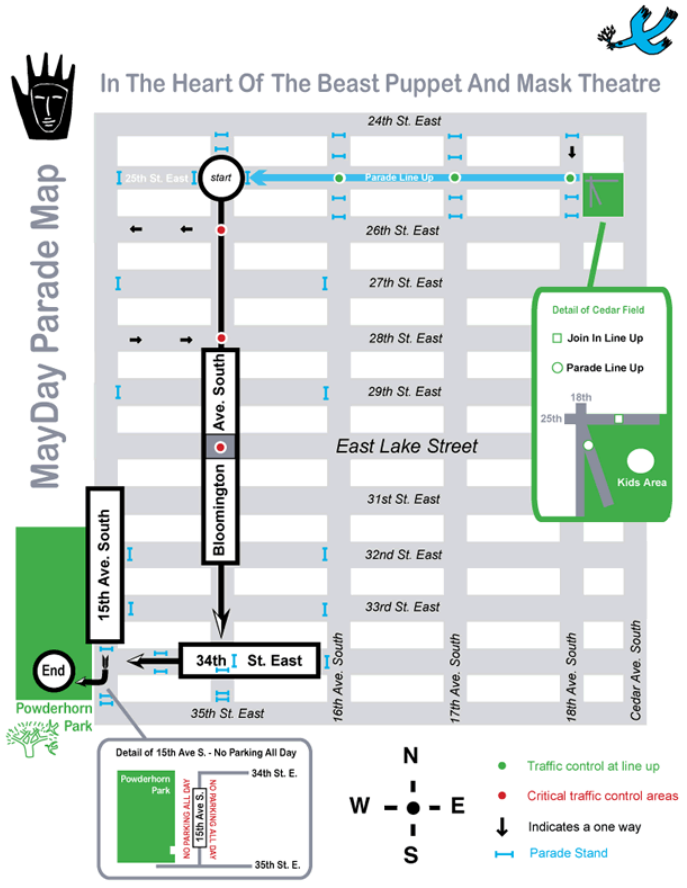 In The Heart Of The Beast Puppet And Mask Theatre
MayDay Parade Map
24th St. East
25th St. East
start
Parade Line Up
26th St. East
27th St. East
28th St. East
29th St. East
Bloomington Ave. South
East Lake Street
31st St. East
32nd St. East
33rd St. East
15th Ave. South
34th St. East
End
Powderhorn
Park
35th St. East
16th Ave. South
17th Ave. South
18th Ave. South
Cedar Ave. South
Detail of Cedar Field
Join In Line Up
Parade Line Up
18th
25th
Kids Area
Detail of 15th Ave S. - No Parking All Day
Powderhorn
Park
NO PARKING ALL DAY
15th Ave S.
NO PARKING ALL DAY
34th St. E.
35th St. E.
N
W
E
S
Traffic control at line up
Critical traffic control areas
Indicates a one way
Parade Stand